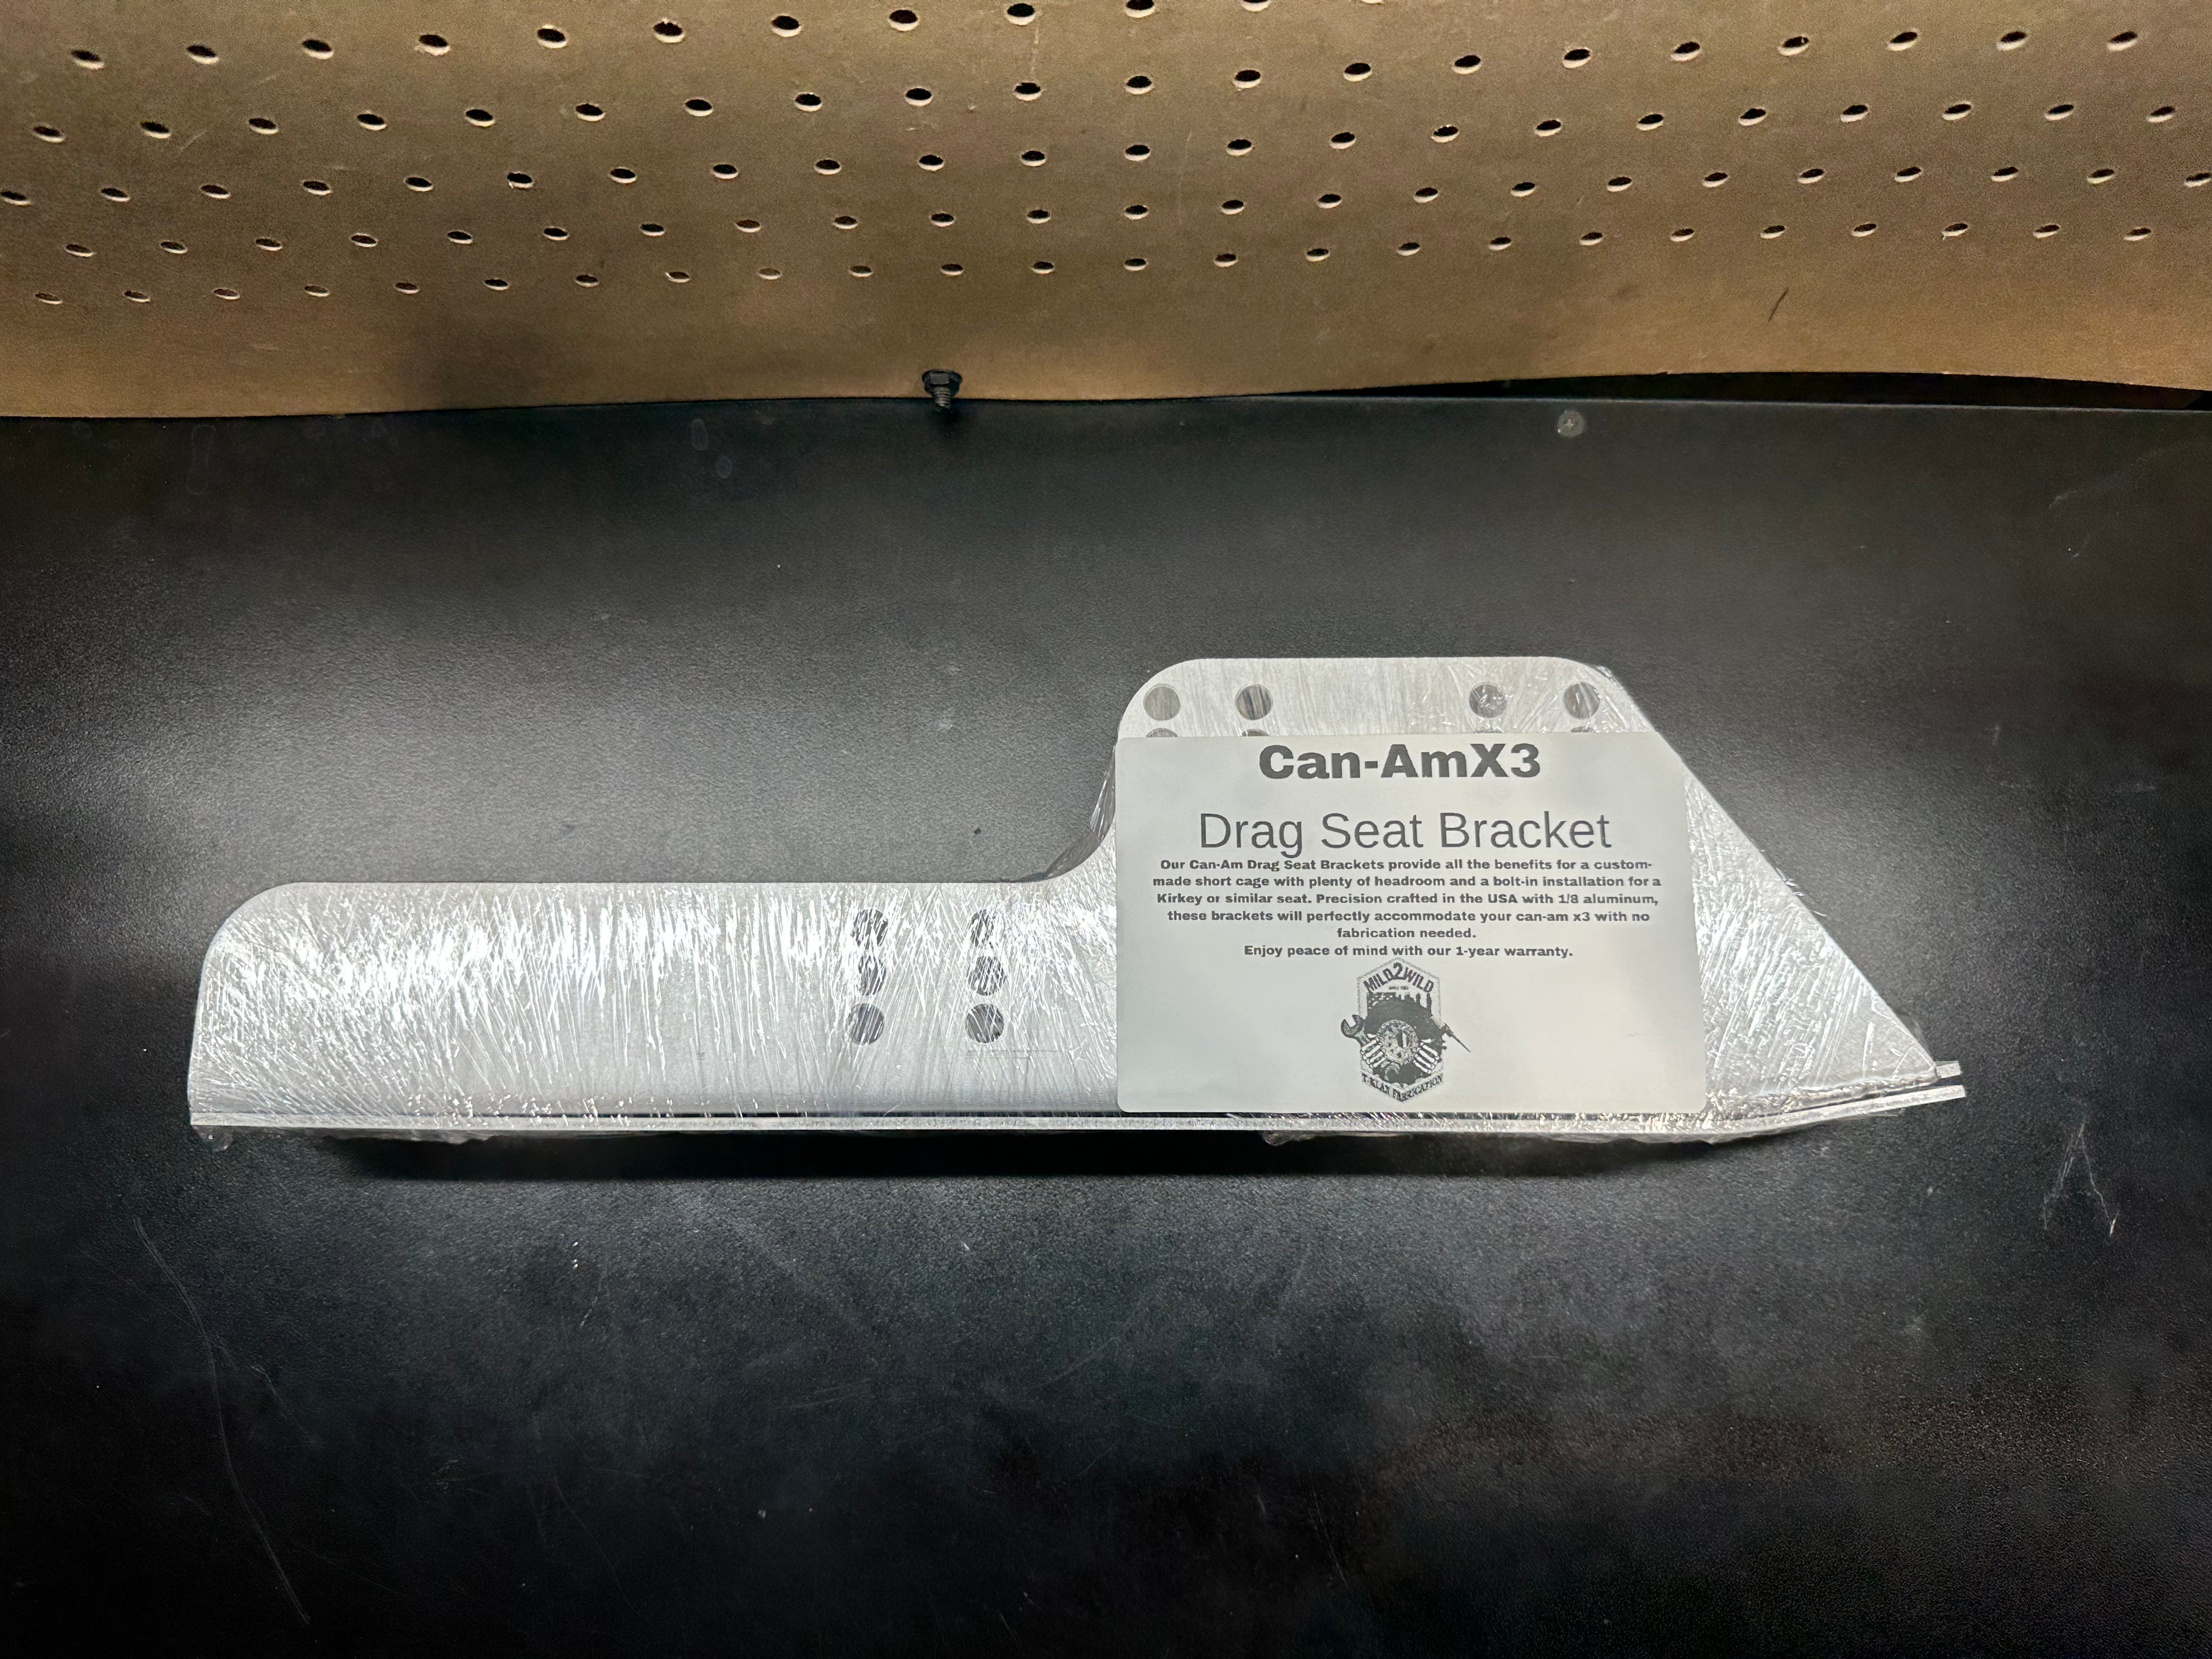 Can-AmX3
Drag Seat Bracket
Our Can-Am Drag Seat Brackets provide all the benefits for a custom-
made short cage with plenty of headroom and a bolt-in installation for a
Kirkey or similar seat. Precision crafted in the USA with 1/8 aluminum,
these brackets will perfectly accommodate your can-am x3 with no
fabrication needed.
Enjoy peace of mind with our 1-year warranty.
MILD2WILD
FABRICATION